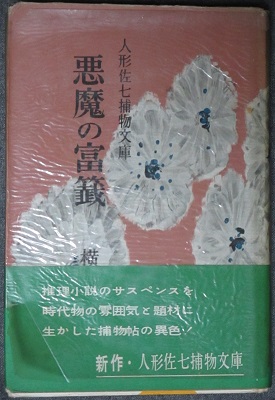 人形佐七捕物文庫
悪魔の富籤
横
推理小説のサスペンスを
時代物の雰囲気と題材に
生かした捕物帖の異色!
新作・人形佐七捕物文庫